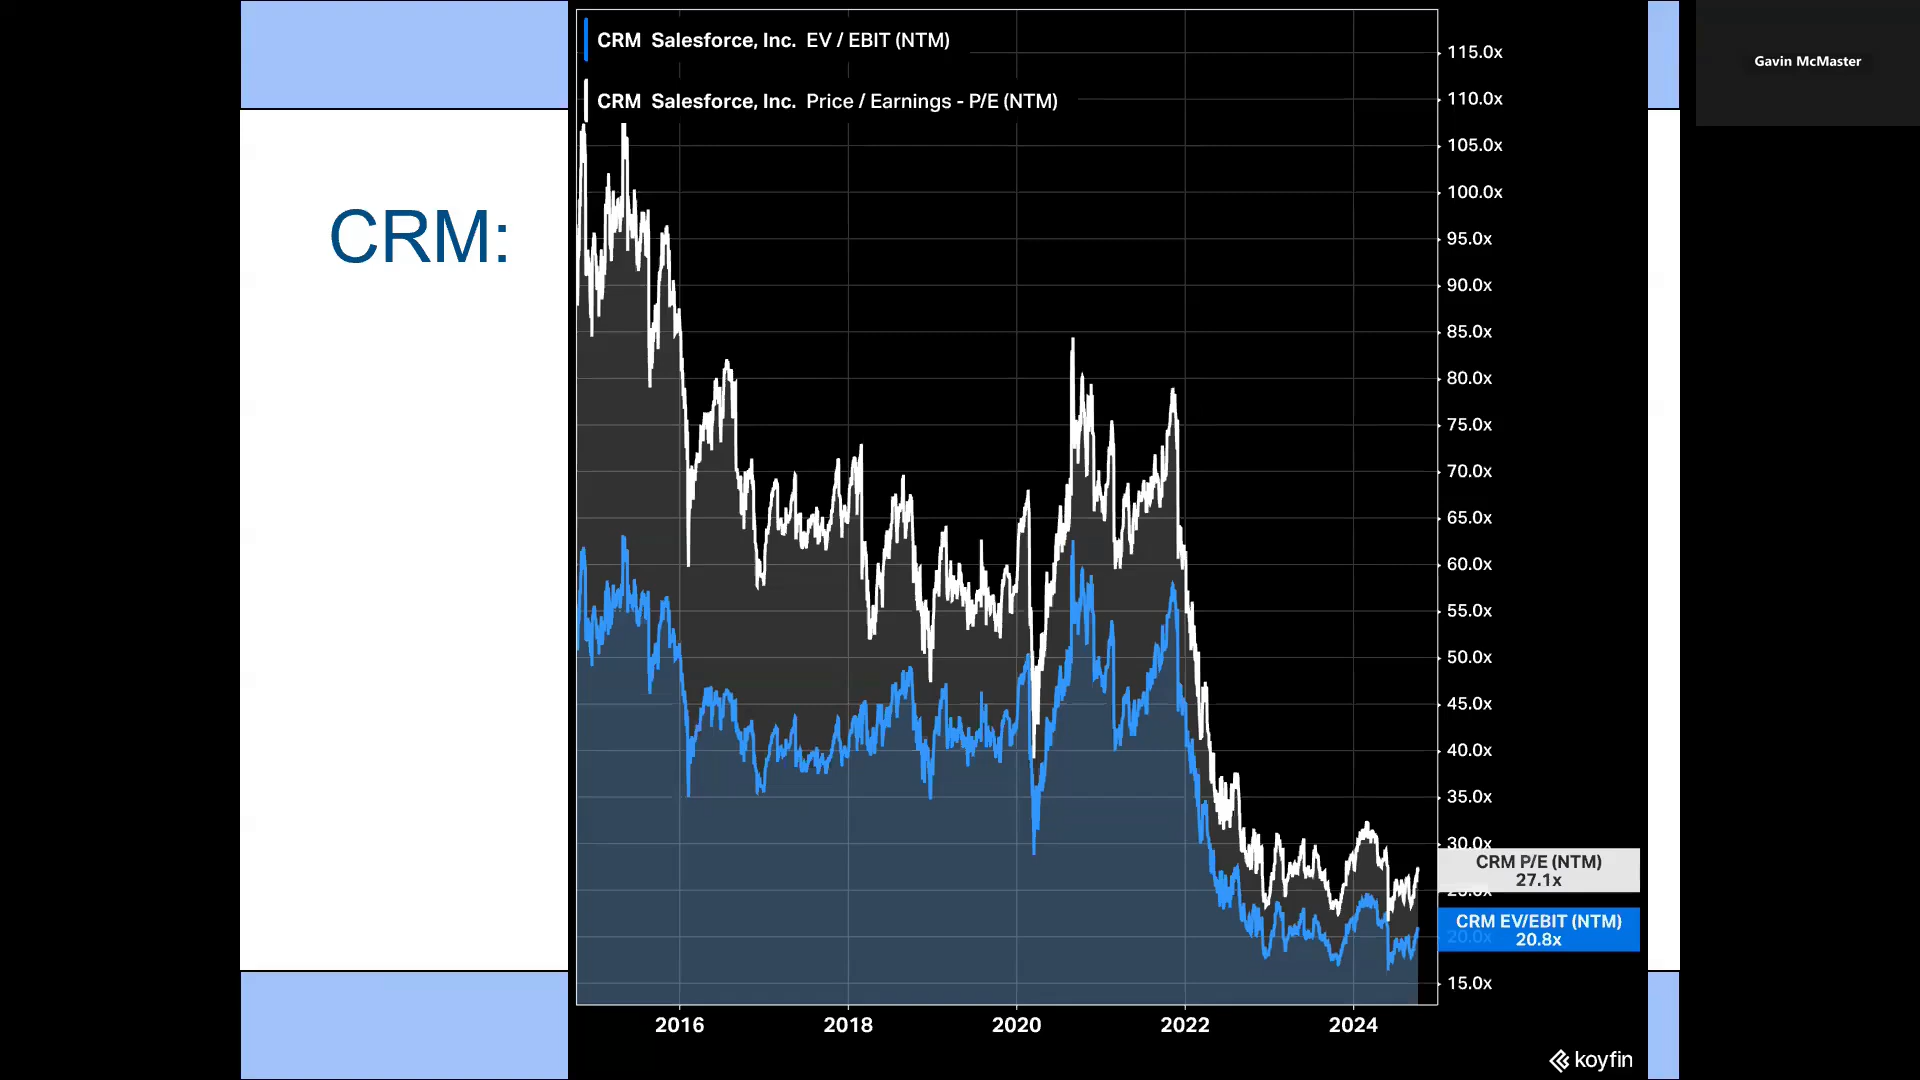 CRM Salesforce, Inc. EV / EBIT (NTM)
CRM Salesforce, Inc. Price / Earnings - P/E (NTM)
Gavin McMaster
CRM:
115.0x
110.0x
105.0x
100.0x
95.0x
90.0x
85.0x
80.0x
75.0x
70.0x
65.0x
60.0x
55.0x
50.0x
45.0x
40.0x
35.0x
30.0x
CRM P/E (NTM)
27.1x
CRM EV/EBIT (NTM)
20.0x
20.8x
15.0x
2016 2018 2020 2022 2024
koyfin